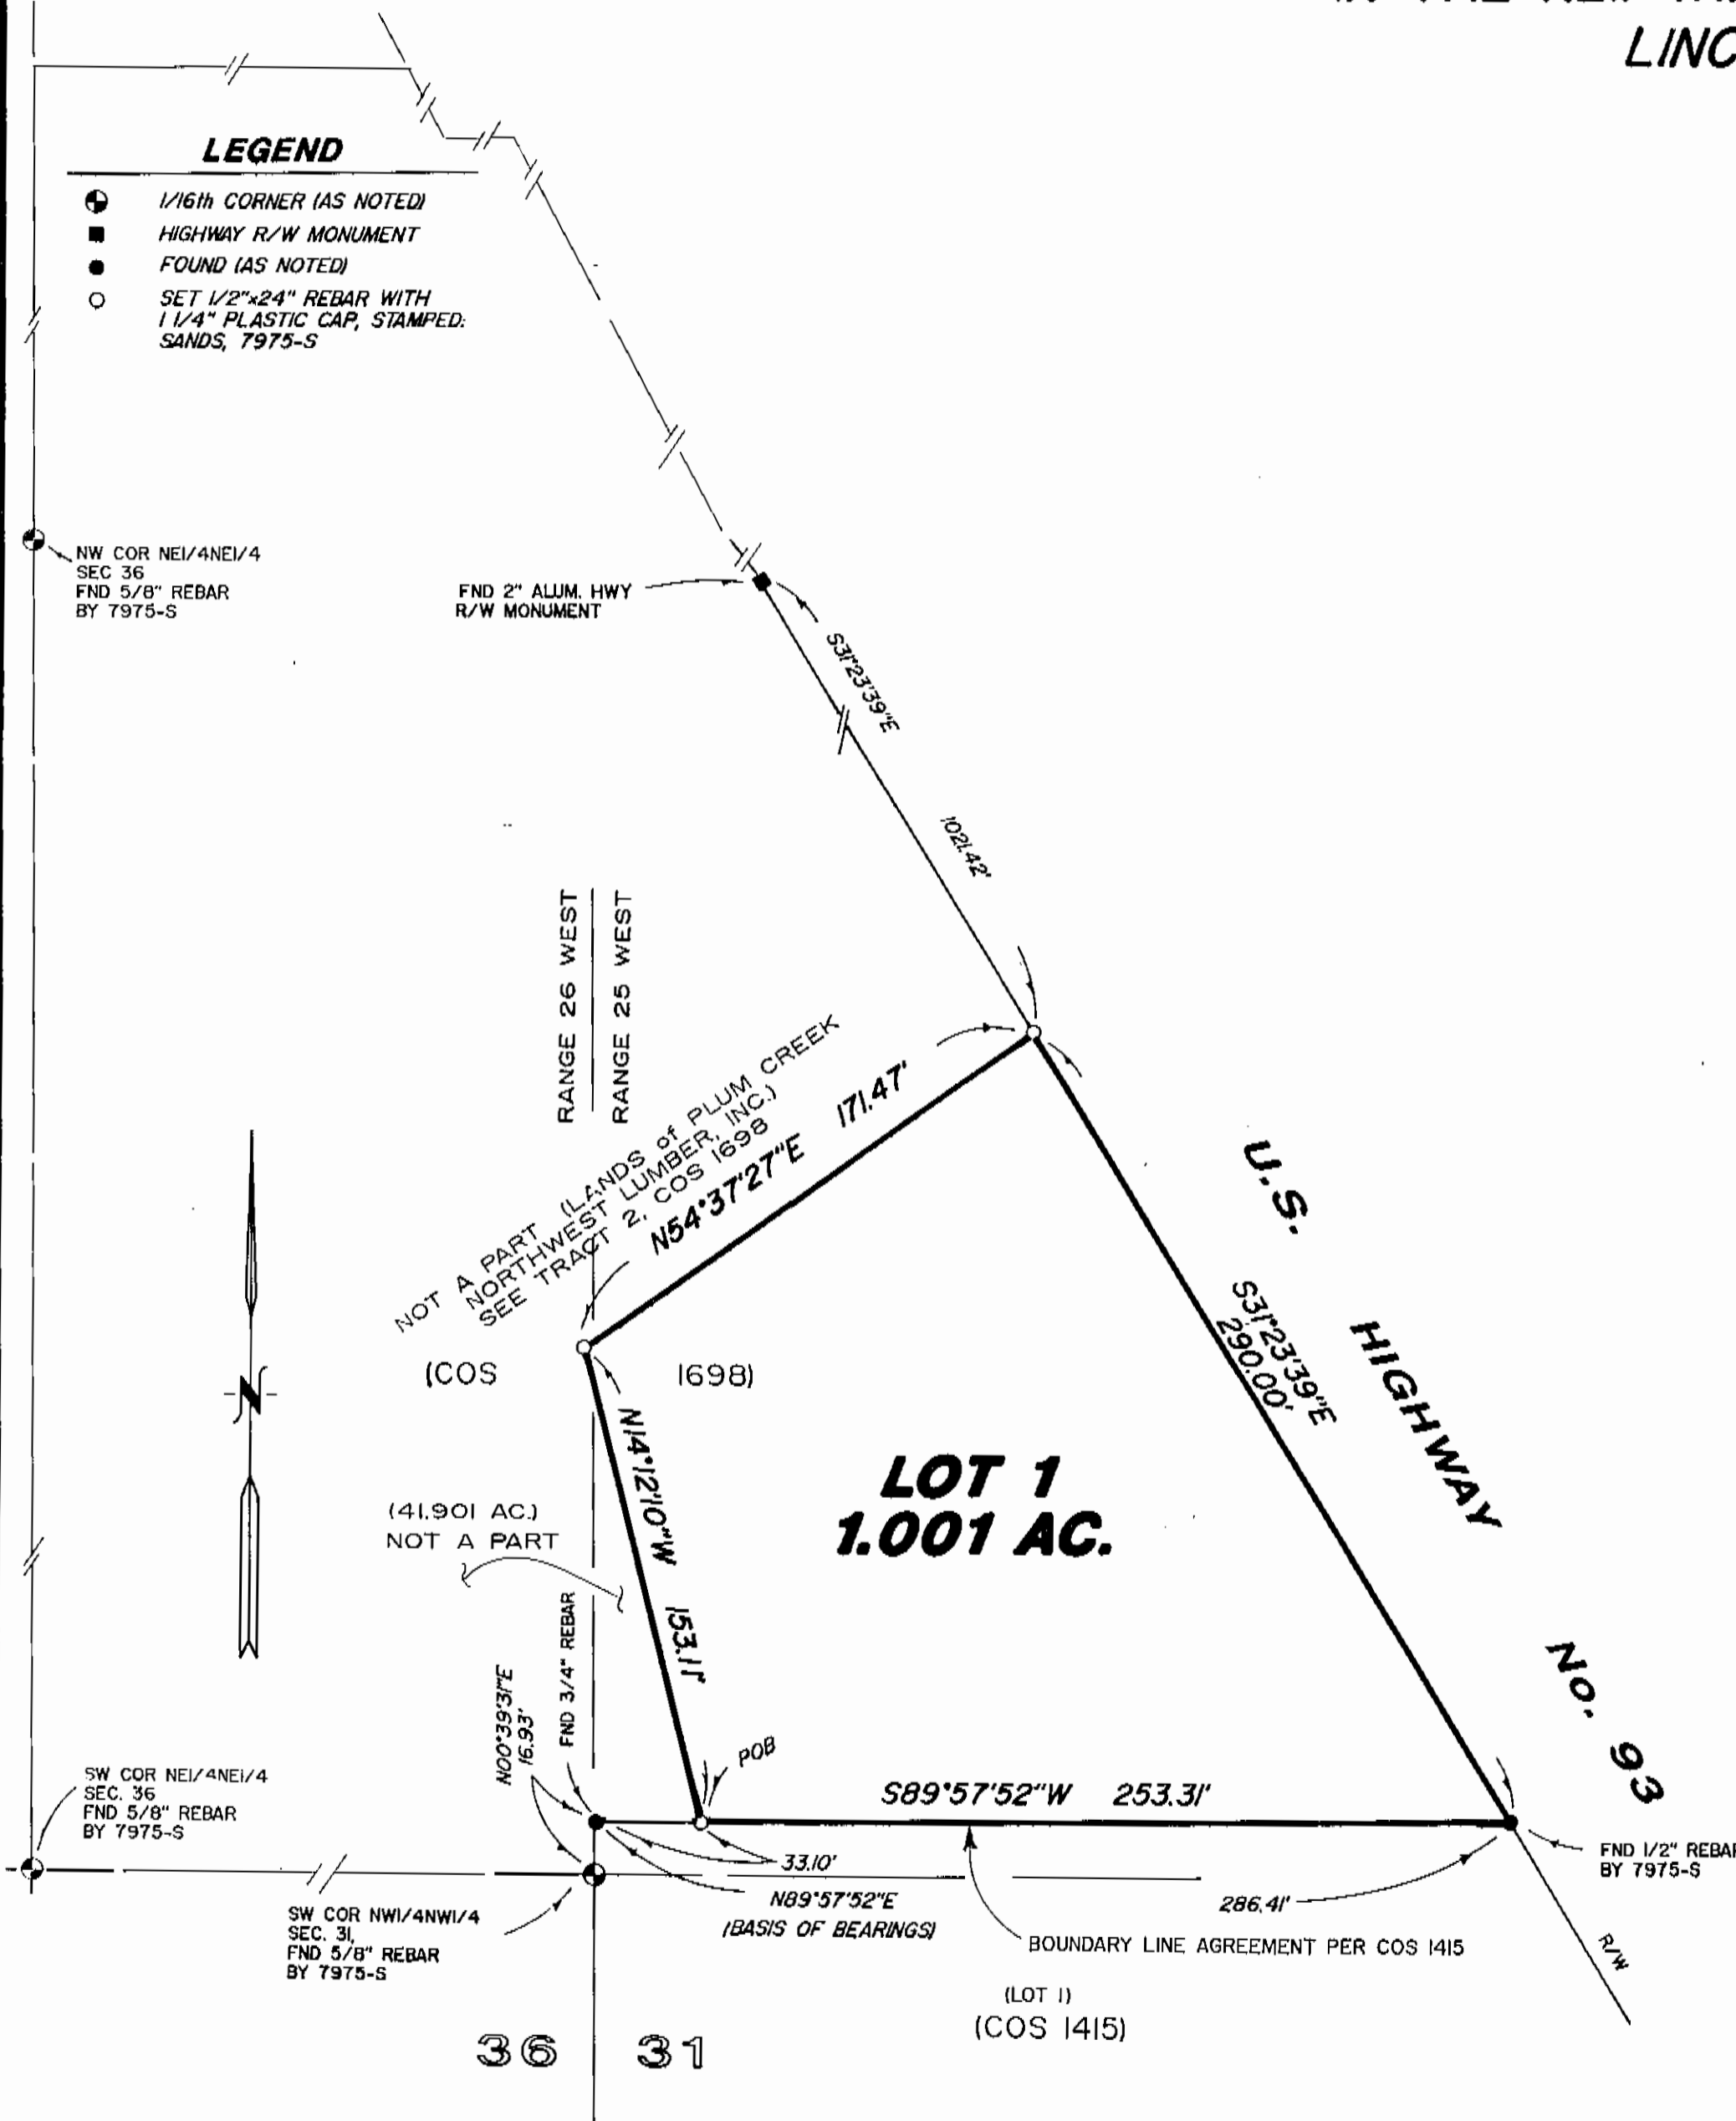 LINC
LEGEND
1/16th CORNER (AS NOTED)
HIGHWAY R/W MONUMENT
FOUND (AS NOTED)
SET 1/2"x24" REBAR WITH
1 1/4" PLASTIC CAP, STAMPED:
SANDS, 7975-S
NW COR NE1/4NE1/4
SEC 36
FND 5/8" REBAR
BY 7975-S
FND 2" ALUM. HWY
R/W MONUMENT
S31°23'39"E
1021.42'
RANGE 26 WEST
RANGE 25 WEST
NOT A PART (LANDS of PLUM CREEK
NORTHWEST LUMBER, INC.)
SEE TRACT 2, COS 1698
N54°37'27"E 171.47'
U.S. HIGHWAY No. 93
S31°23'39"E
290.00'
N
(COS 1698)
N14°12'10"W 153.11'
LOT 1
1.001 AC.
(41.901 AC.)
NOT A PART
N00°39'31"E
16.93'
FND 3/4" REBAR
POB
S89°57'52"W 253.31'
SW COR NE1/4NE1/4
SEC. 36
FND 5/8" REBAR
BY 7975-S
33.10'
N89°57'52"E
(BASIS OF BEARINGS)
286.41'
FND 1/2" REBAR
BY 7975-S
SW COR NW1/4NW1/4
SEC. 31,
FND 5/8" REBAR
BY 7975-S
BOUNDARY LINE AGREEMENT PER COS 1415
R/W
(LOT 1)
(COS 1415)
36 31